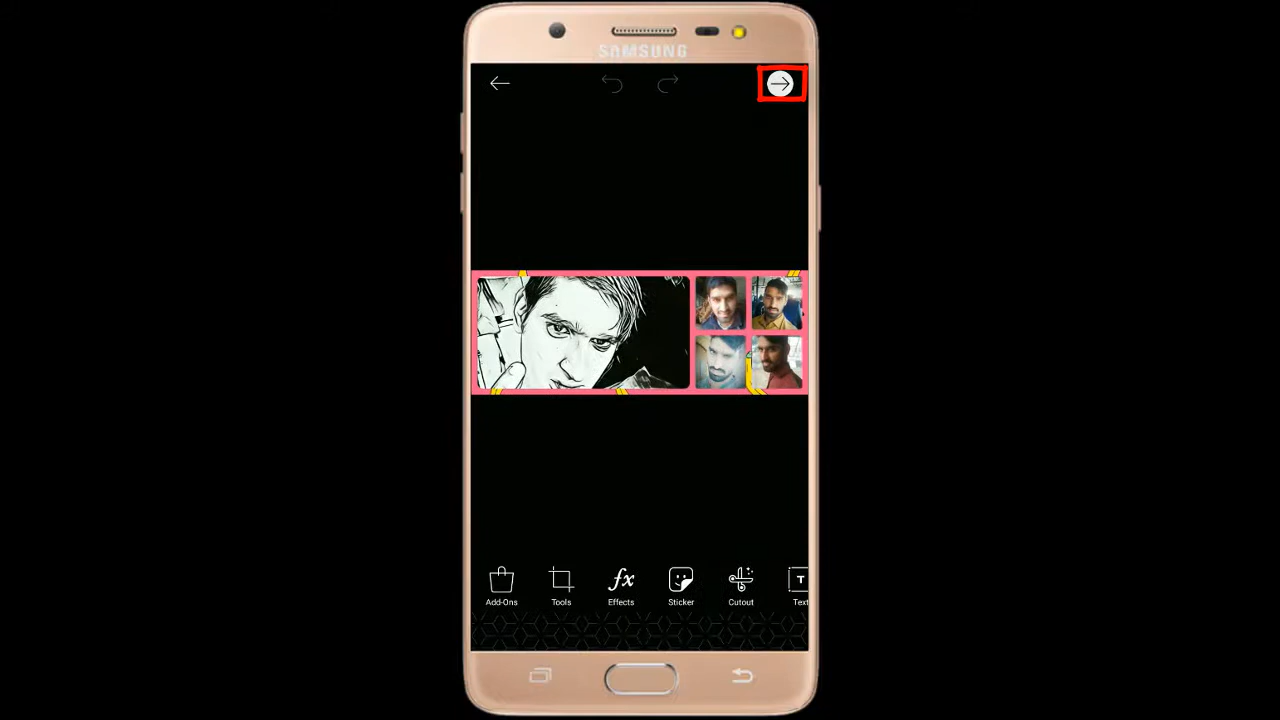 SAMSUNG
Add-Ons
Tools
fx
Effects
Sticker
Cutout
T
Text